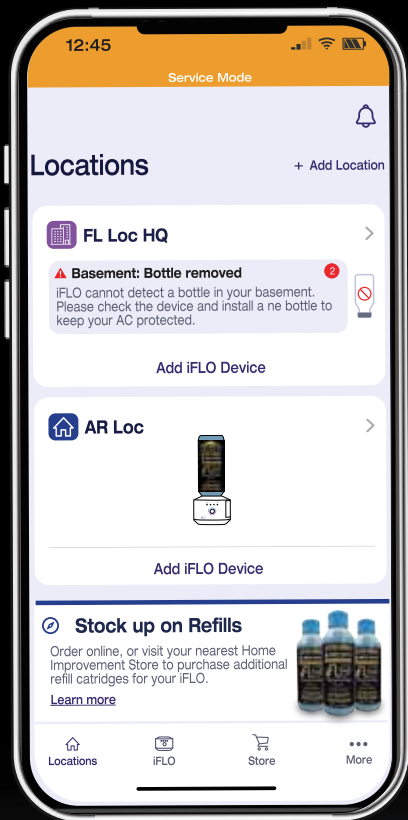 12:45
Service Mode
Locations
+ Add Location
FL Loc HQ
Basement: Bottle removed
2
iFLO cannot detect a bottle in your basement.
Please check the device and install a ne bottle to
keep your AC protected.
Add iFLO Device
AR Loc
Add iFLO Device
Stock up on Refills
Order online, or visit your nearest Home
Improvement Store to purchase additional
refill catridges for your iFLO.
Learn more
Locations
iFLO
Store
More